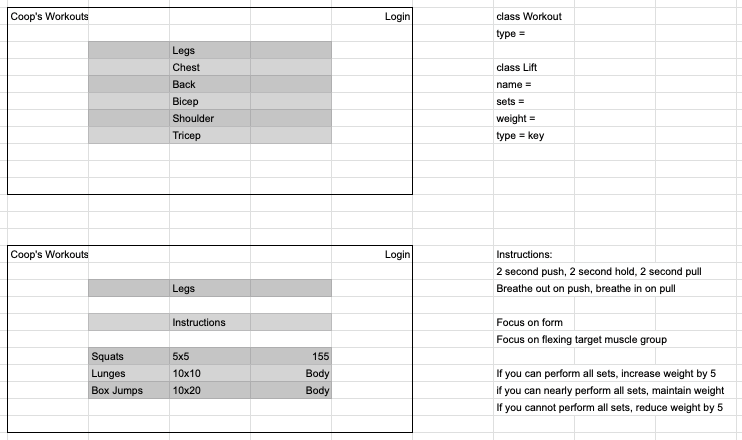 Coop's Workouts Login
Legs
Chest
Back
Bicep
Shoulder
Tricep
class Workout
type =
class Lift
name =
sets =
weight =
type = key
Coop's Workouts Login
Legs
Instructions
Squats 5x5 155
Lunges 10x10 Body
Box Jumps 10x20 Body
Instructions:
2 second push, 2 second hold, 2 second pull
Breathe out on push, breathe in on pull
Focus on form
Focus on flexing target muscle group
If you can perform all sets, increase weight by 5
if you can nearly perform all sets, maintain weight
If you cannot perform all sets, reduce weight by 5